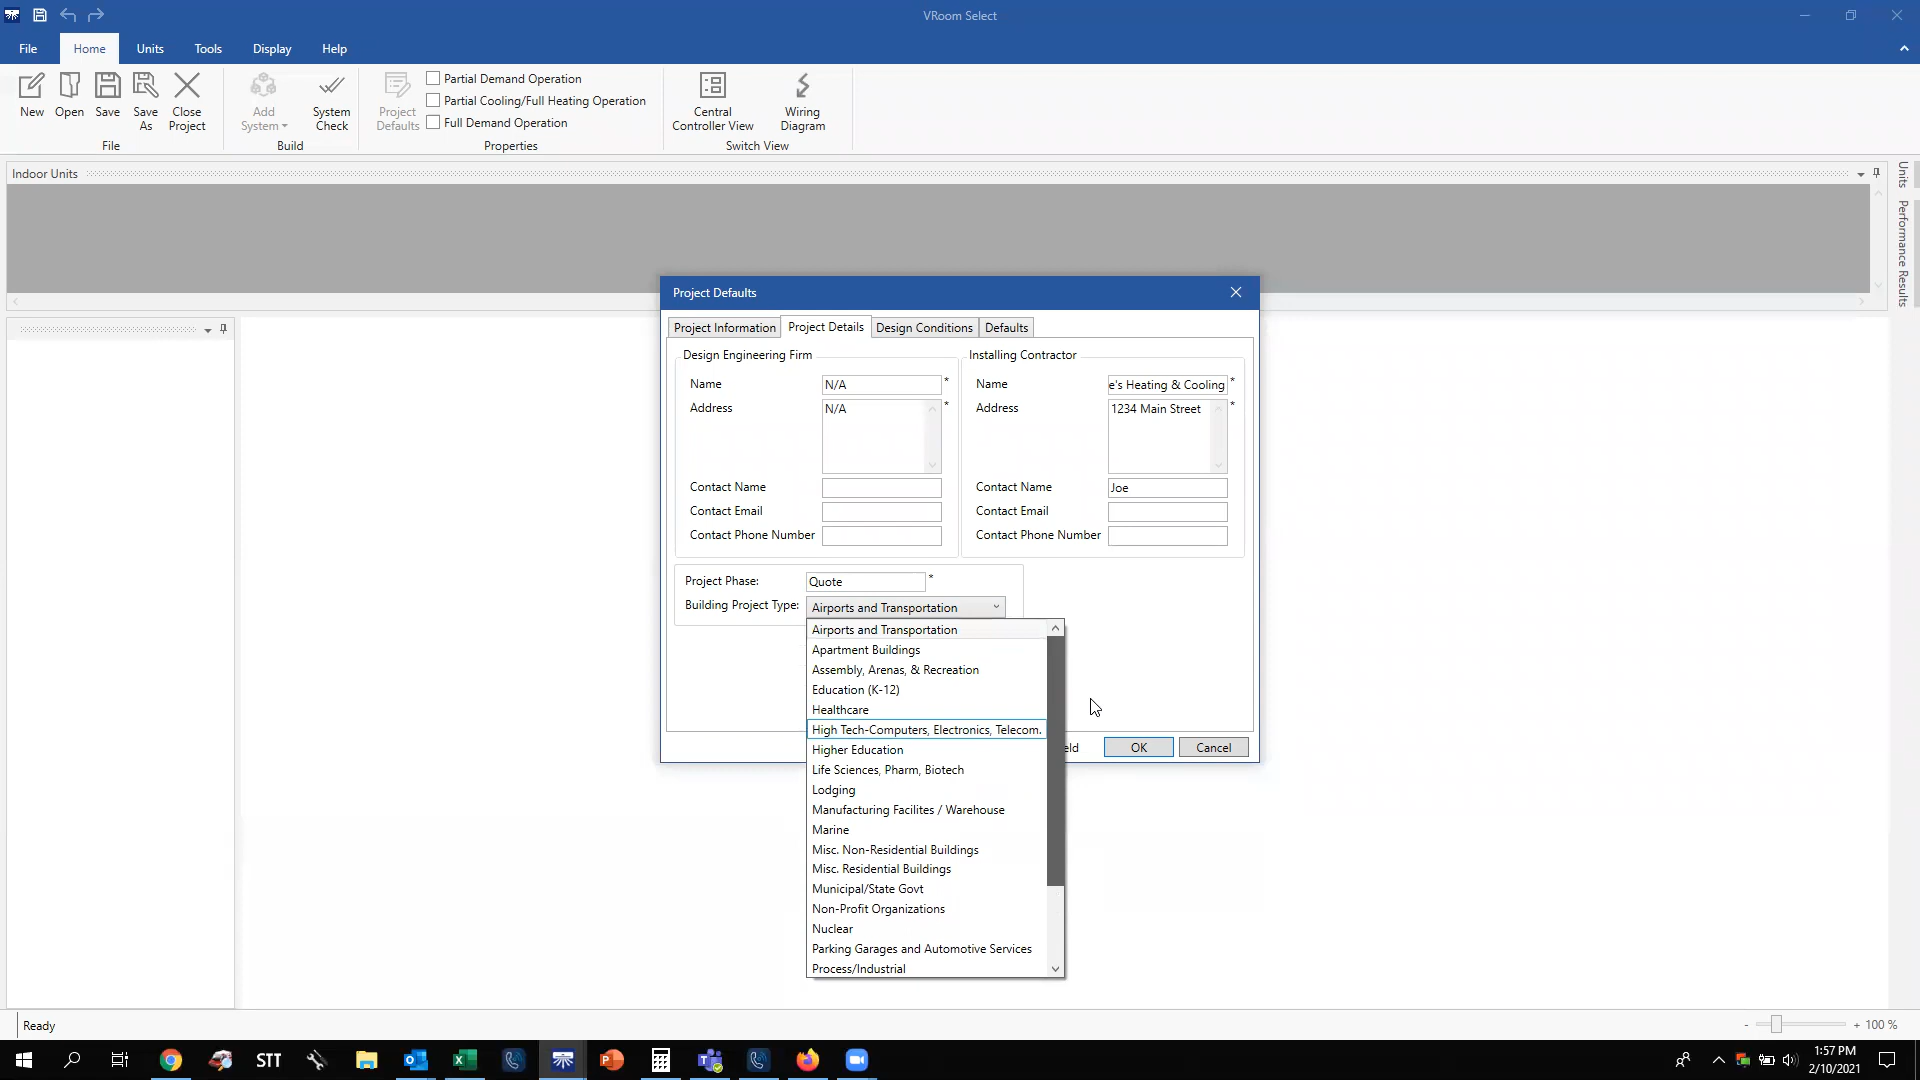 VRoom Select
File
Home
Units
Tools
Display
Help
New
Open
Save
Save As
Close Project
Add System
System Check
Project Defaults
Partial Demand Operation
Partial Cooling/Full Heating Operation
Full Demand Operation
Central Controller View
Wiring Diagram
File
Build
Properties
Switch View
Indoor Units
Units
Performance Results
Project Defaults
Project Information
Project Details
Design Conditions
Defaults
Design Engineering Firm
Name
N/A
*
Address
N/A
*
Contact Name
Contact Email
Contact Phone Number
Installing Contractor
Name
e's Heating & Cooling
*
Address
1234 Main Street
*
Contact Name
Joe
Contact Email
Contact Phone Number
Project Phase:
Quote
*
Building Project Type:
Airports and Transportation
Airports and Transportation
Apartment Buildings
Assembly, Arenas, & Recreation
Education (K-12)
Healthcare
High Tech-Computers, Electronics, Telecom.
Higher Education
Life Sciences, Pharm, Biotech
Lodging
Manufacturing Facilites / Warehouse
Marine
Misc. Non-Residential Buildings
Misc. Residential Buildings
Municipal/State Govt
Non-Profit Organizations
Nuclear
Parking Garages and Automotive Services
Process/Industrial
eld
OK
Cancel
Ready
- + 100 %
STT
1:57 PM
2/10/2021